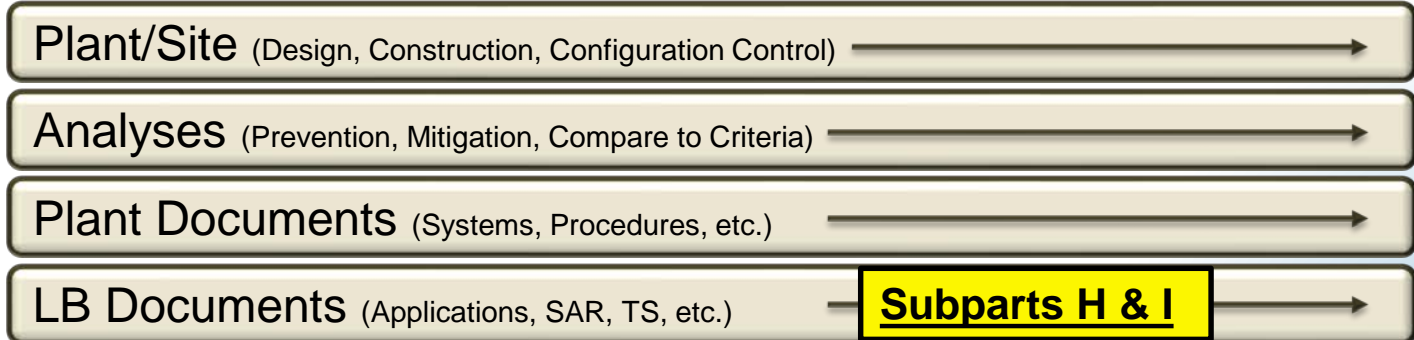 Plant/Site (Design, Construction, Configuration Control)
Analyses (Prevention, Mitigation, Compare to Criteria)
Plant Documents (Systems, Procedures, etc.)
LB Documents (Applications, SAR, TS, etc.) Subparts H & I